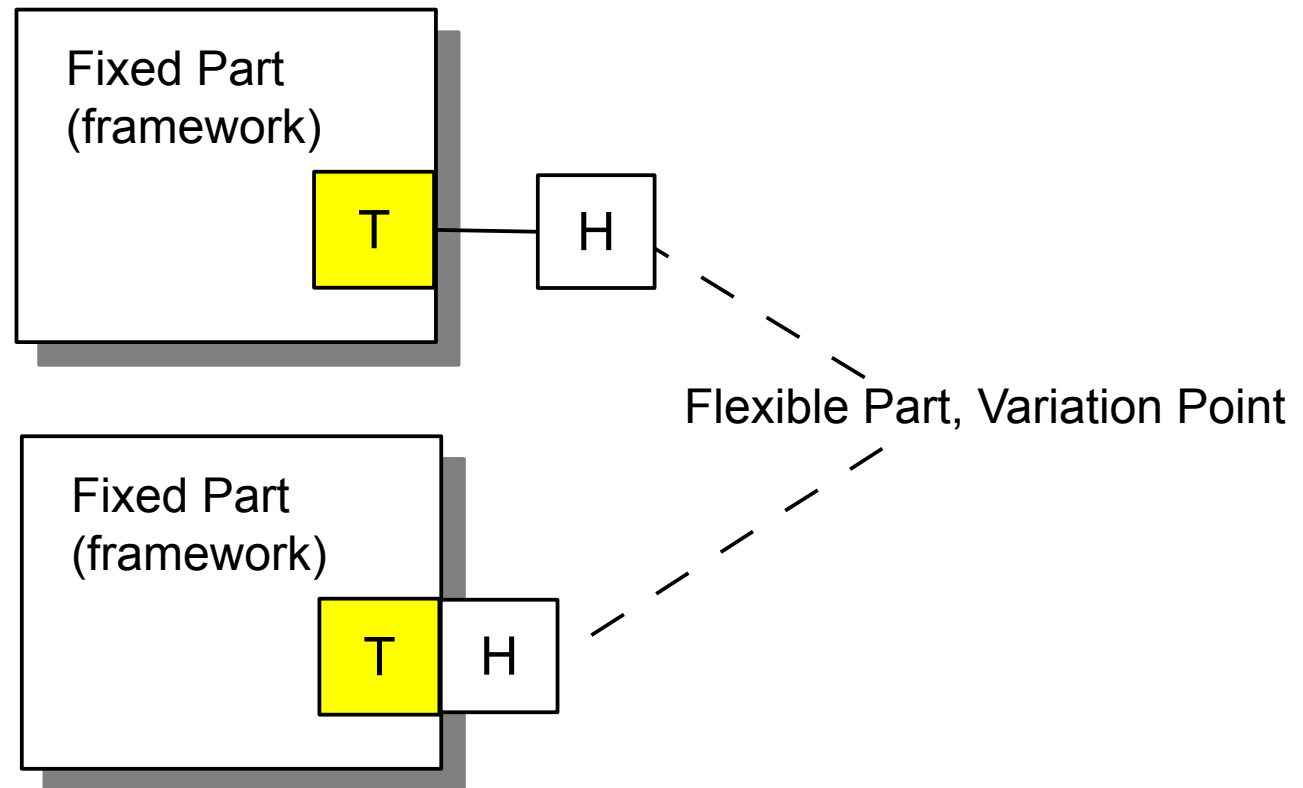 Fixed Part
(framework)
T
H
Flexible Part, Variation Point
Fixed Part
(framework)
T
H